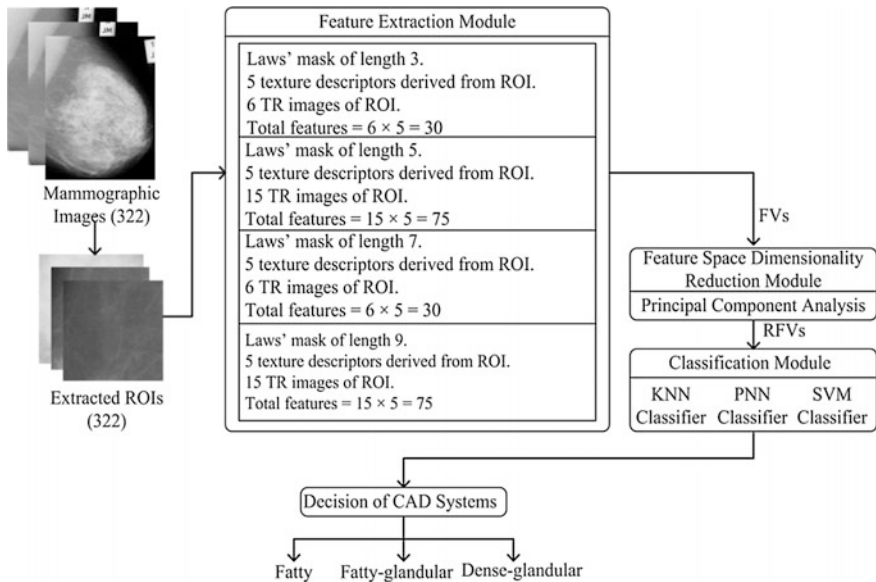 JM
JM
Mammographic
Images (322)
Extracted ROIs
(322)
Feature Extraction Module
Laws' mask of length 3.
5 texture descriptors derived from ROI.
6 TR images of ROI.
Total features = 6 × 5 = 30
Laws' mask of length 5.
5 texture descriptors derived from ROI.
15 TR images of ROI.
Total features = 15 × 5 = 75
Laws' mask of length 7.
5 texture descriptors derived from ROI.
6 TR images of ROI.
Total features = 6 × 5 = 30
Laws' mask of length 9.
5 texture descriptors derived from ROI.
15 TR images of ROI.
Total features = 15 × 5 = 75
FVs
Feature Space Dimensionality
Reduction Module
Principal Component Analysis
RFVs
Classification Module
KNN PNN SVM
Classifier Classifier Classifier
Decision of CAD Systems
Fatty Fatty-glandular Dense-glandular